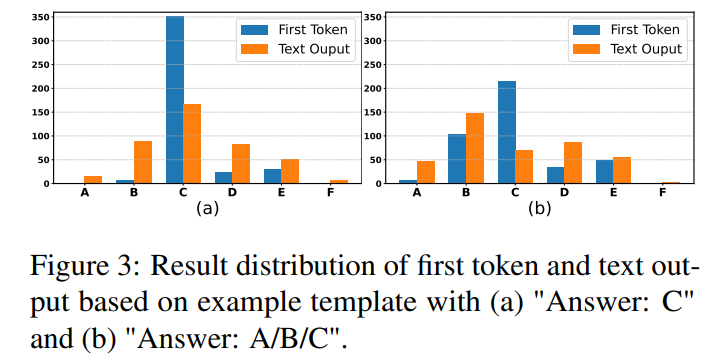 350
300
250
200
150
100
50
0
First Token
Text Ouput
A B C D E F
(a)
350
300
250
200
150
100
50
0
First Token
Text Ouput
A B C D E F
(b)
Figure 3: Result distribution of first token and text out-
put based on example template with (a) "Answer: C"
and (b) "Answer: A/B/C".